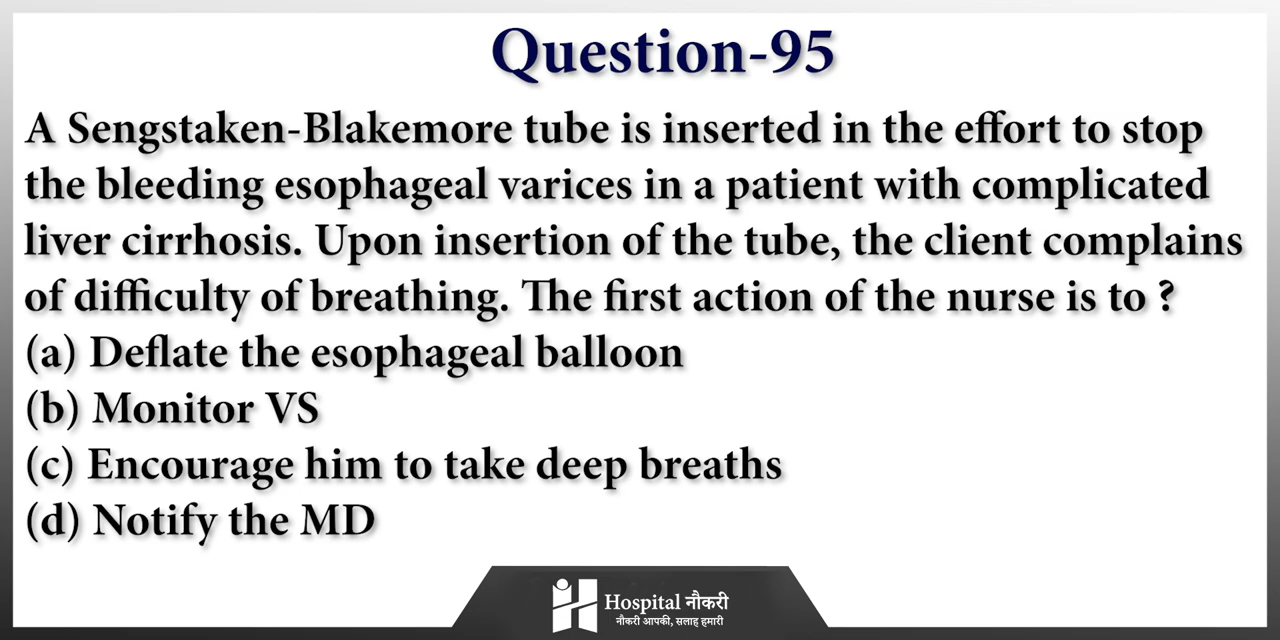 Question-95
A Sengstaken-Blakemore tube is inserted in the effort to stop
the bleeding esophageal varices in a patient with complicated
liver cirrhosis. Upon insertion of the tube, the client complains
of difficulty of breathing. The first action of the nurse is to ?
(a) Deflate the esophageal balloon
(b) Monitor VS
(c) Encourage him to take deep breaths
(d) Notify the MD
Hospital नौकरी
नौकरी आपकी, सलाह हमारी